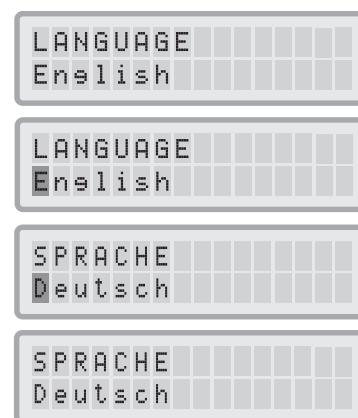 LANGUAGE
English
LANGUAGE
English
SPRACHE
Deutsch
SPRACHE
Deutsch